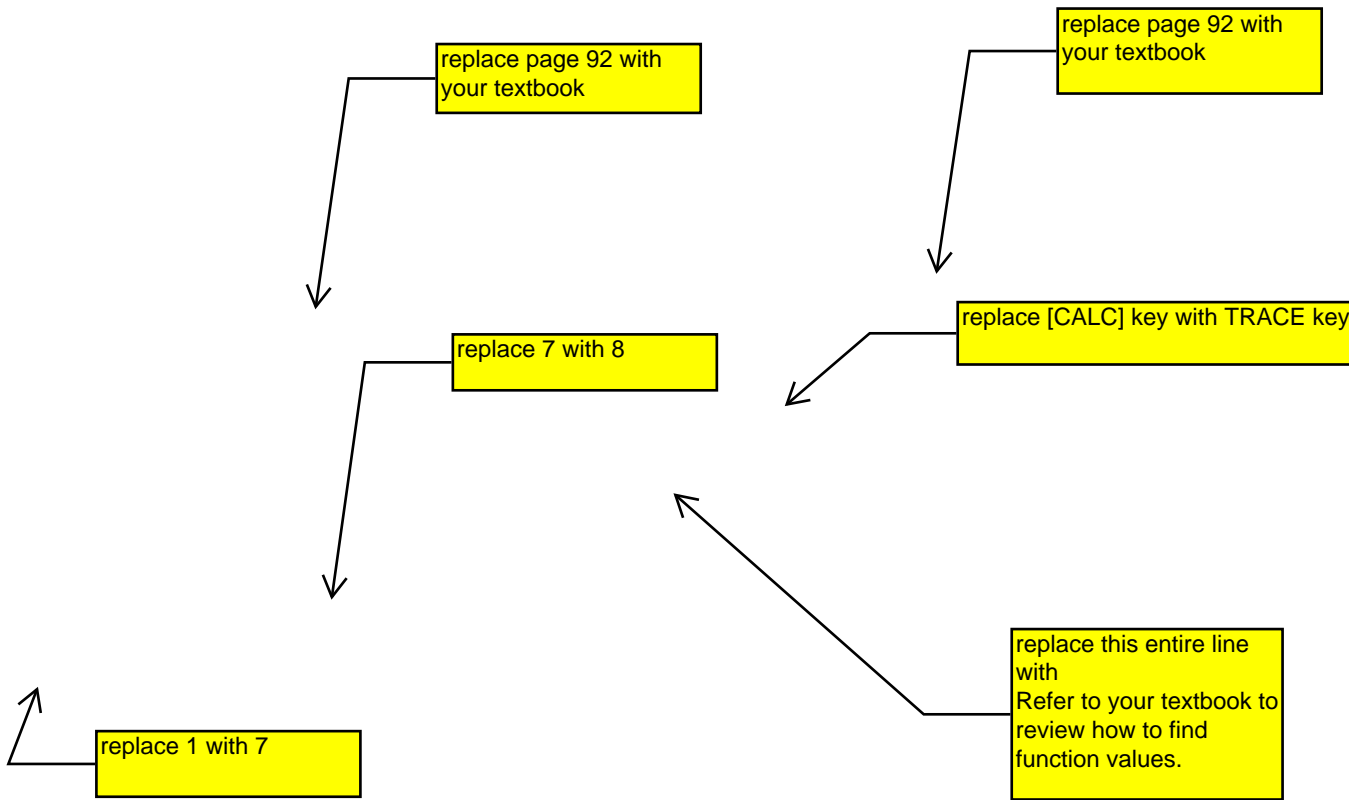 replace page 92 with
your textbook
replace page 92 with
your textbook
replace [CALC] key with TRACE key
replace 7 with 8
replace this entire line
with
Refer to your textbook to
review how to find
function values.
replace 1 with 7